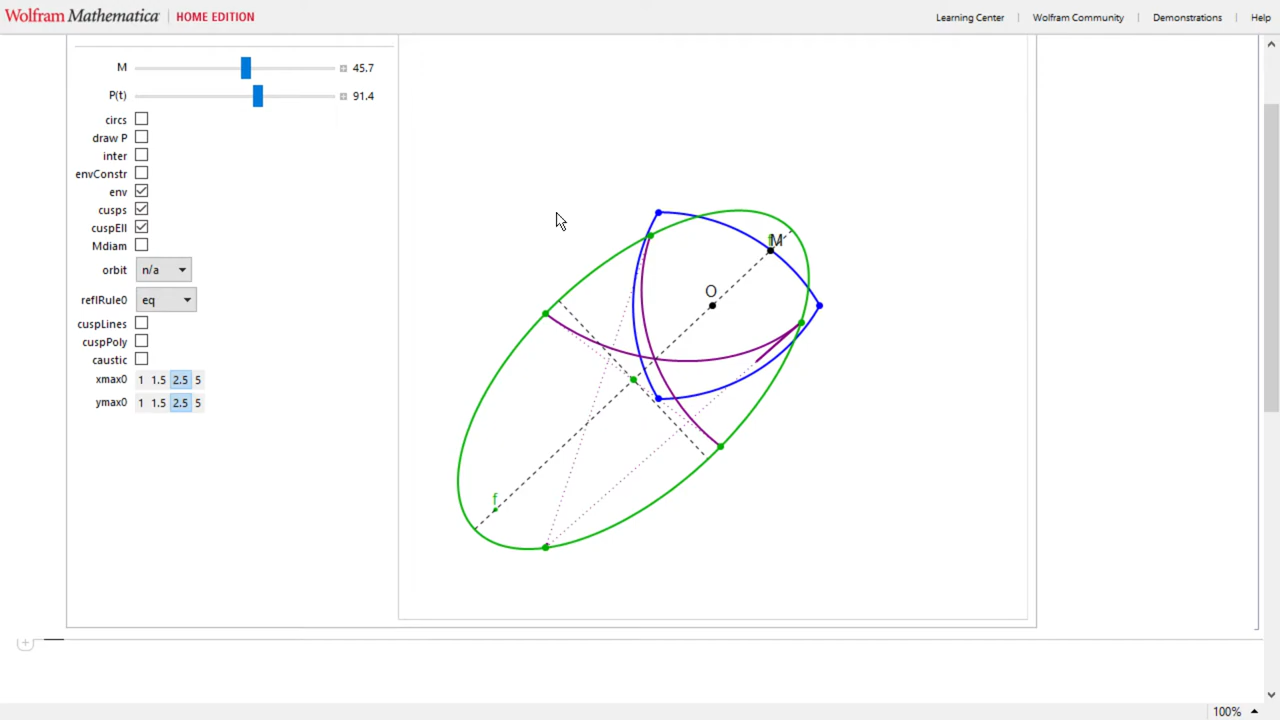 Wolfram Mathematica | HOME EDITION
Learning Center | Wolfram Community | Demonstrations | Help
M 45.7
P(t) 91.4
circs
draw P
inter
envConstr
env
cusps
cuspEll
Mdiam
orbit n/a
reflRule0 eq
cuspLines
cuspPoly
caustic
xmax0 1 1.5 2.5 5
ymax0 1 1.5 2.5 5
M
O
f
100%